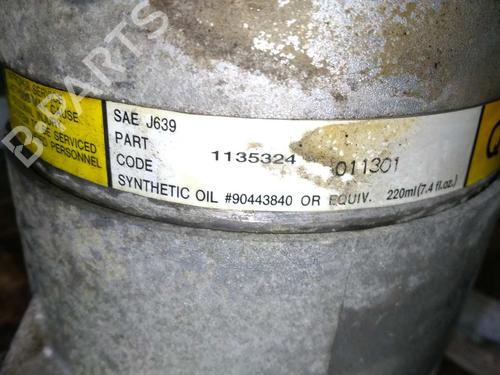 B-PARTS
CAUSE
BE SERVICED
PERSONNEL
SAE J639
PART
CODE 1135324 011301
SYNTHETIC OIL #90443840 OR EQUIV. 220ml(7.4 fl.oz.)